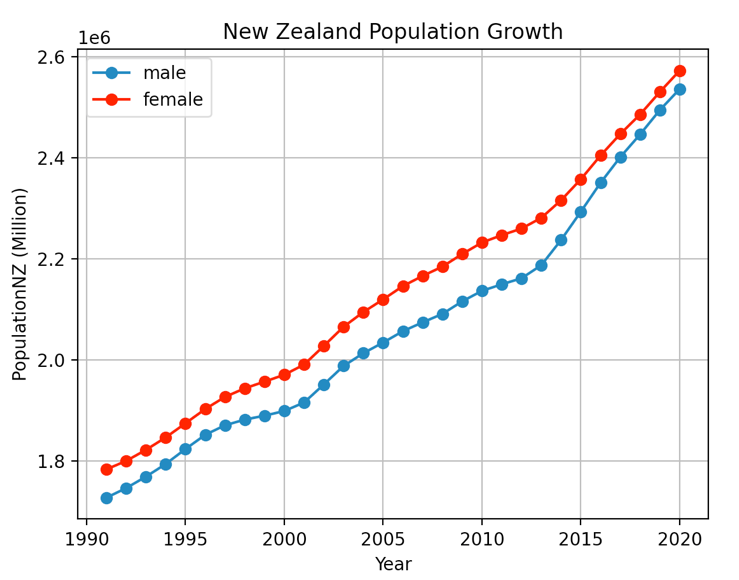 New Zealand Population Growth
1e6
male
female
2.6
2.4
2.2
2.0
1.8
PopulationNZ (Million)
1990 1995 2000 2005 2010 2015 2020
Year